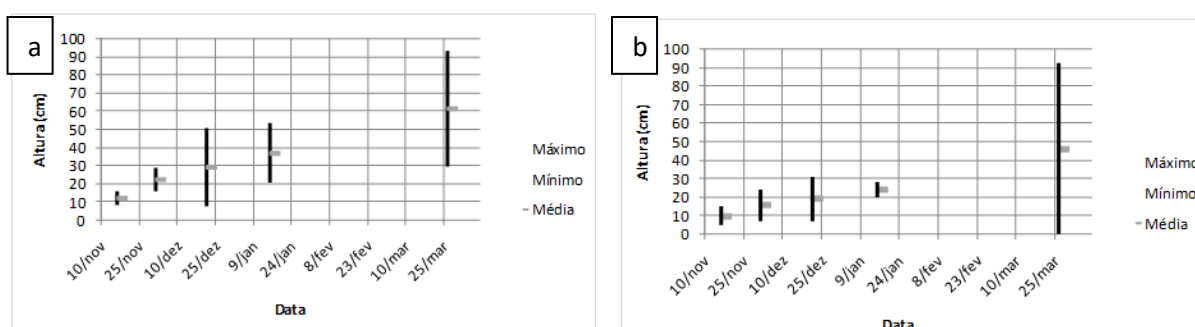 a
100
90
80
70
60
50
40
30
20
10
0
Altura (cm)
10/nov
25/nov
10/dez
25/dez
9/jan
24/jan
8/fev
23/fev
10/mar
25/mar
Data
Máximo
Mínimo
Média
b
100
90
80
70
60
50
40
30
20
10
0
Altura (cm)
10/nov
25/nov
10/dez
25/dez
9/jan
24/jan
8/fev
23/fev
10/mar
25/mar
Data
Máximo
Mínimo
Média